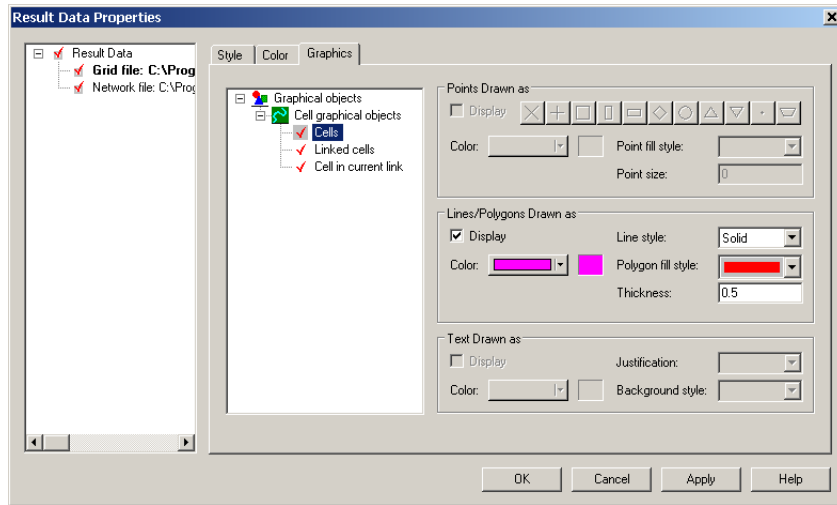 Result Data Properties
Result Data
Grid file: C:\Prog
Network file: C:\Prog
Style Color Graphics
Graphical objects
Cell graphical objects
Cells
Linked cells
Cell in current link
Points Drawn as
Display
Color: Point fill style:
Point size: 0
Lines/Polygons Drawn as
Display Line style: Solid
Color: Polygon fill style:
Thickness: 0.5
Text Drawn as
Display Justification:
Color: Background style:
OK Cancel Apply Help